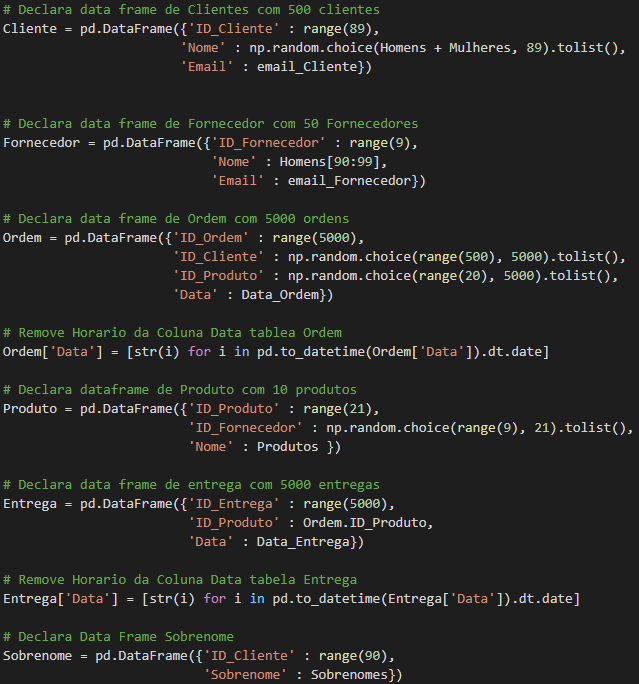 # Declara data frame de Clientes com 500 clientes
Cliente = pd.DataFrame({'ID_Cliente' : range(89),
'Nome' : np.random.choice(Homens + Mulheres, 89).tolist(),
'Email' : email_Cliente})
# Declara data frame de Fornecedor com 50 Fornecedores
Fornecedor = pd.DataFrame({'ID_Fornecedor' : range(9),
'Nome' : Homens[90:99],
'Email' : email_Fornecedor})
# Declara data frame de Ordem com 5000 ordens
Ordem = pd.DataFrame({'ID_Ordem' : range(5000),
'ID_Cliente' : np.random.choice(range(500), 5000).tolist(),
'ID_Produto' : np.random.choice(range(20), 5000).tolist(),
'Data' : Data_Ordem})
# Remove Horario da Coluna Data tablea Ordem
Ordem['Data'] = [str(i) for i in pd.to_datetime(Ordem['Data']).dt.date]
# Declara dataframe de Produto com 10 produtos
Produto = pd.DataFrame({'ID_Produto' : range(21),
'ID_Fornecedor' : np.random.choice(range(9), 21).tolist(),
'Nome' : Produtos })
# Declara data frame de entrega com 5000 entregas
Entrega = pd.DataFrame({'ID_Entrega' : range(5000),
'ID_Produto' : Ordem.ID_Produto,
'Data' : Data_Entrega})
# Remove Horario da Coluna Data tabela Entrega
Entrega['Data'] = [str(i) for i in pd.to_datetime(Entrega['Data']).dt.date]
# Declara Data Frame Sobrenome
Sobrenome = pd.DataFrame({'ID_Cliente' : range(90),
'Sobrenome' : Sobrenomes})